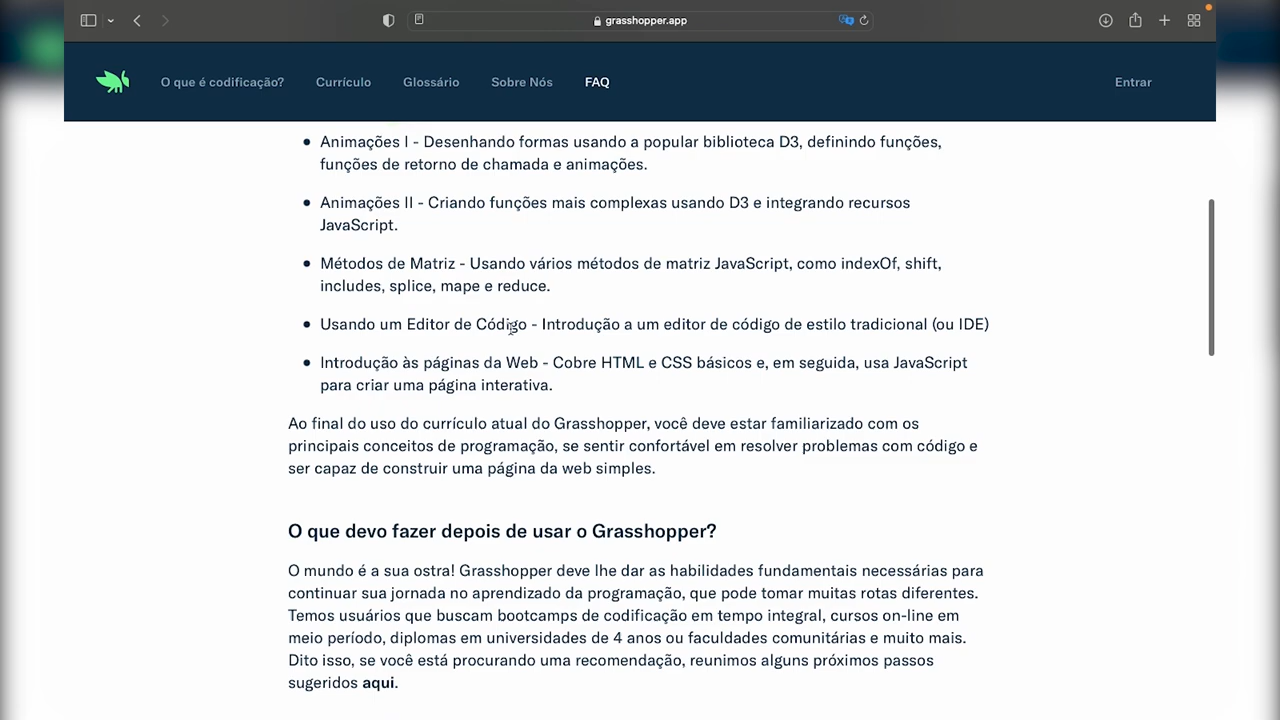 grasshopper.app
O que é codificação? Currículo Glossário Sobre Nós FAQ Entrar
Animações I - Desenhando formas usando a popular biblioteca D3, definindo funções,
funções de retorno de chamada e animações.
Animações II - Criando funções mais complexas usando D3 e integrando recursos
JavaScript.
Métodos de Matriz - Usando vários métodos de matriz JavaScript, como indexOf, shift,
includes, splice, mape e reduce.
Usando um Editor de Código - Introdução a um editor de código de estilo tradicional (ou IDE)
Introdução às páginas da Web - Cobre HTML e CSS básicos e, em seguida, usa JavaScript
para criar uma página interativa.
Ao final do uso do currículo atual do Grasshopper, você deve estar familiarizado com os
principais conceitos de programação, se sentir confortável em resolver problemas com código e
ser capaz de construir uma página da web simples.
O que devo fazer depois de usar o Grasshopper?
O mundo é a sua ostra! Grasshopper deve lhe dar as habilidades fundamentais necessárias para
continuar sua jornada no aprendizado da programação, que pode tomar muitas rotas diferentes.
Temos usuários que buscam bootcamps de codificação em tempo integral, cursos on-line em
meio período, diplomas em universidades de 4 anos ou faculdades comunitárias e muito mais.
Dito isso, se você está procurando uma recomendação, reunimos alguns próximos passos
sugeridos aqui.